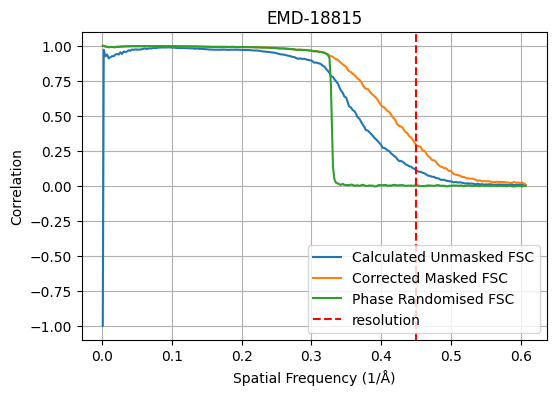 EMD-18815
1.00
0.75
0.50
0.25
0.00
−0.25
−0.50
−0.75
−1.00
Correlation
Calculated Unmasked FSC
Corrected Masked FSC
Phase Randomised FSC
resolution
0.0 0.1 0.2 0.3 0.4 0.5 0.6
Spatial Frequency (1/Å)